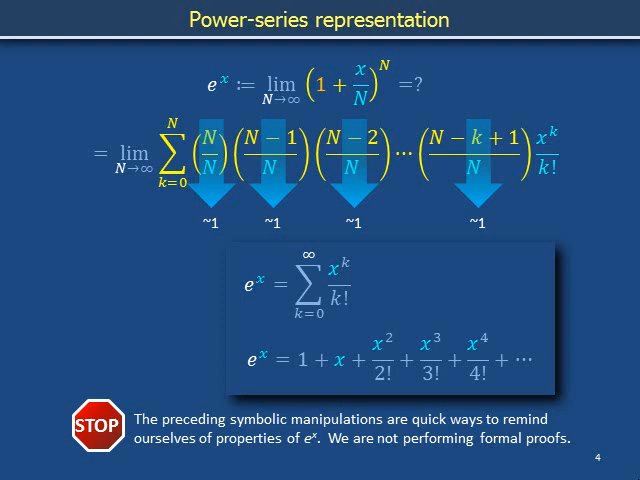 Power-series representation
e^x := lim_{N→∞} (1 + x/N)^N =?
= lim_{N→∞} ∑_{k=0}^{N} (N/N) ((N − 1)/N) ((N − 2)/N) ⋯ ((N − k + 1)/N) x^k/k!
~1 ~1 ~1 ~1
e^x = ∑_{k=0}^{∞} x^k/k!
e^x = 1 + x + x^2/2! + x^3/3! + x^4/4! + ⋯
STOP
The preceding symbolic manipulations are quick ways to remind
ourselves of properties of e^x. We are not performing formal proofs.
4